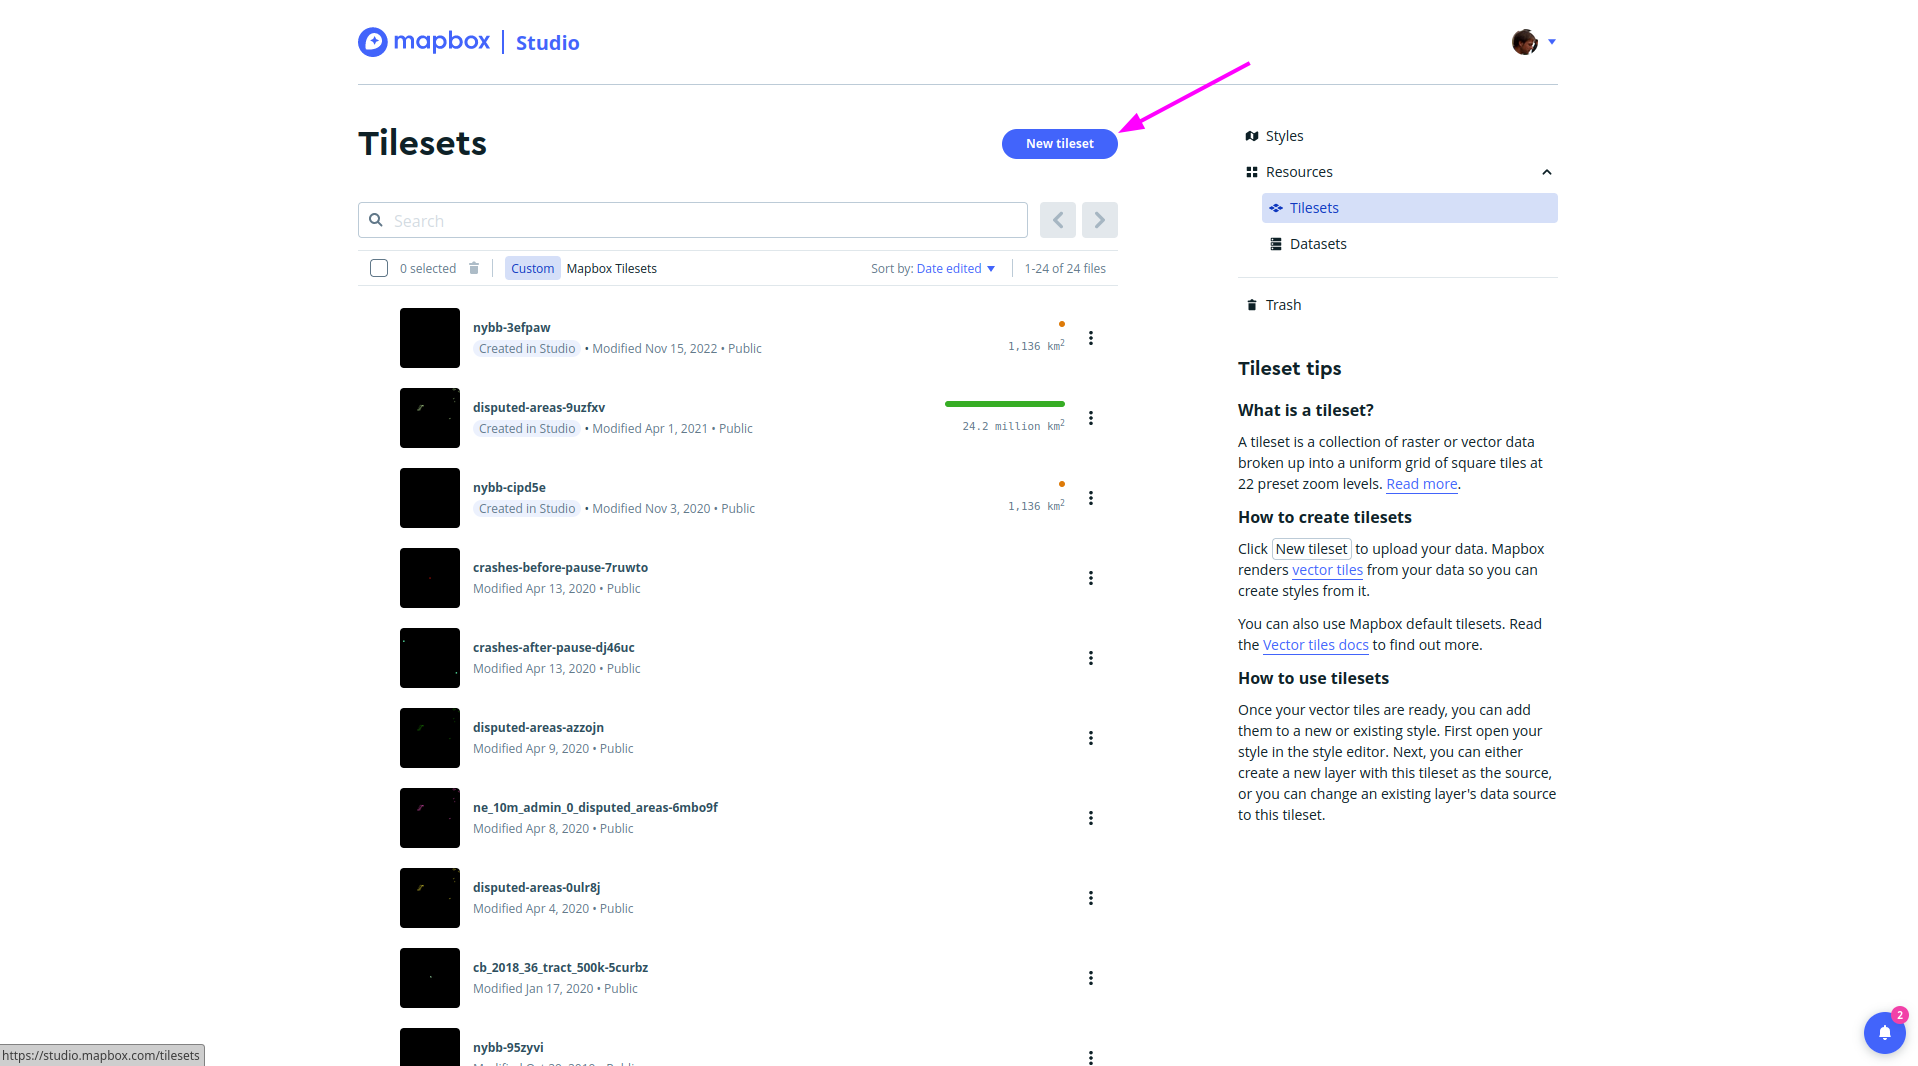 mapbox | Studio
Tilesets
New tileset
Search
0 selected
Custom
Mapbox Tilesets
Sort by: Date edited
1-24 of 24 files
nybb-3efpaw
Created in Studio • Modified Nov 15, 2022 • Public
1,136 km²
disputed-areas-9uzfxv
Created in Studio • Modified Apr 1, 2021 • Public
24.2 million km²
nybb-cipd5e
Created in Studio • Modified Nov 3, 2020 • Public
1,136 km²
crashes-before-pause-7ruwto
Modified Apr 13, 2020 • Public
crashes-after-pause-dj46uc
Modified Apr 13, 2020 • Public
disputed-areas-azzojn
Modified Apr 9, 2020 • Public
ne_10m_admin_0_disputed_areas-6mbo9f
Modified Apr 8, 2020 • Public
disputed-areas-0ulr8j
Modified Apr 4, 2020 • Public
cb_2018_36_tract_500k-5curbz
Modified Jan 17, 2020 • Public
nybb-95zyvi
Styles
Resources
Tilesets
Datasets
Trash
Tileset tips
What is a tileset?
A tileset is a collection of raster or vector data
broken up into a uniform grid of square tiles at
22 preset zoom levels. Read more.
How to create tilesets
Click New tileset to upload your data. Mapbox
renders vector tiles from your data so you can
create styles from it.
You can also use Mapbox default tilesets. Read
the Vector tiles docs to find out more.
How to use tilesets
Once your vector tiles are ready, you can add
them to a new or existing style. First open your
style in the style editor. Next, you can either
create a new layer with this tileset as the source,
or you can change an existing layer's data source
to this tileset.
2
https://studio.mapbox.com/tilesets